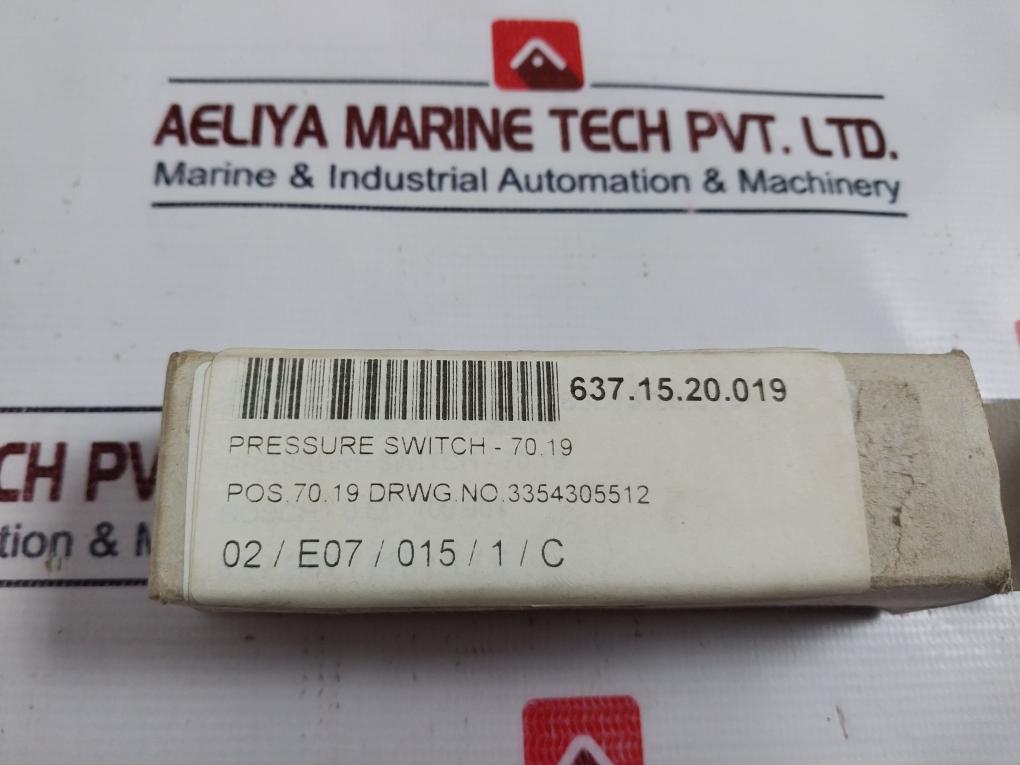 AELIYA MARINE TECH PVT. LTD.
Marine & Industrial Automation & Machinery
637.15.20.019
PRESSURE SWITCH - 70.19
POS.70.19 DRWG.NO.3354305512
02 / E07 / 015 / 1 / C
CH PV
tion & M